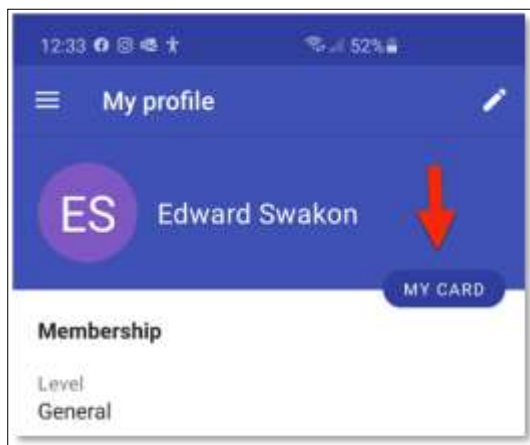 12:33 52%
My profile
ES Edward Swakon
MY CARD
Membership
Level
General